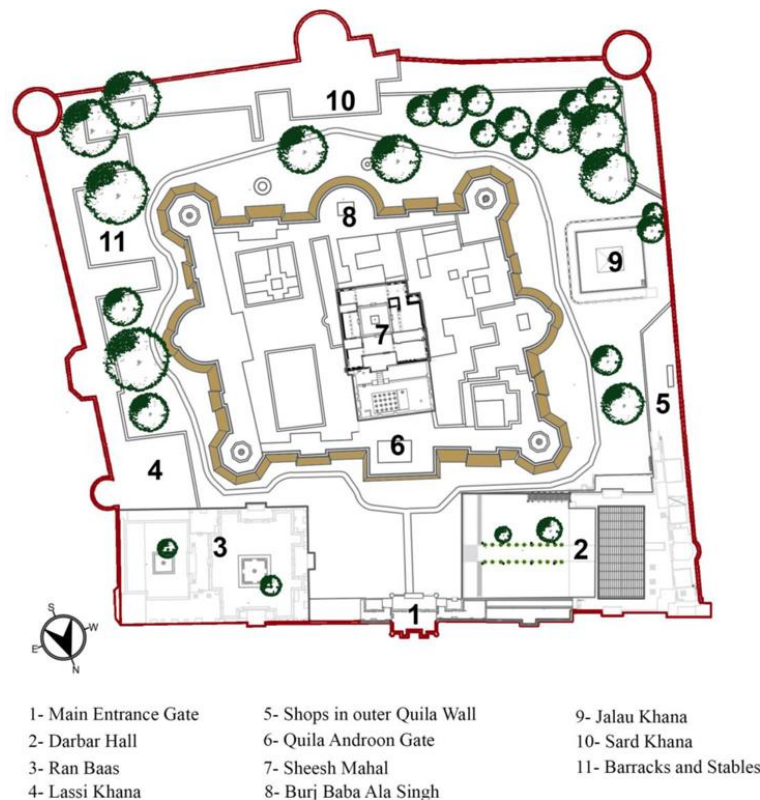 10
8
11
9
7
5
6
4
3
2
1
S
W
E
N
1- Main Entrance Gate
2- Darbar Hall
3- Ran Baas
4- Lassi Khana
5- Shops in outer Quila Wall
6- Quila Androon Gate
7- Sheesh Mahal
8- Burj Baba Ala Singh
9- Jalau Khana
10- Sard Khana
11- Barracks and Stables